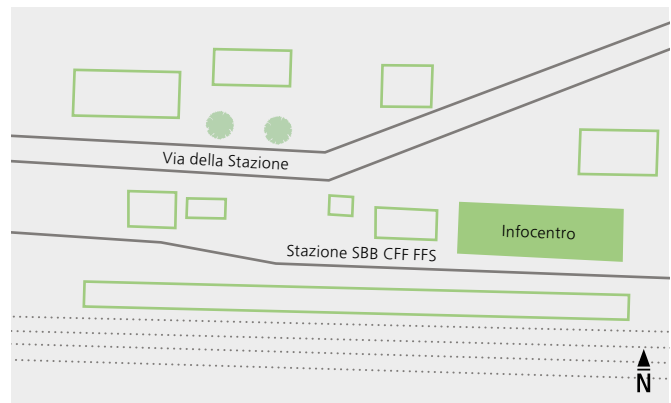 Via della Stazione
Infocentro
Stazione SBB CFF FFS
N